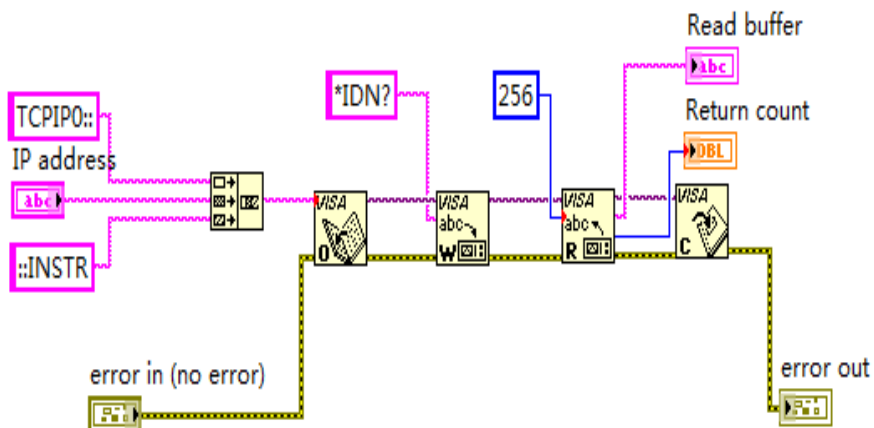 Read buffer
abc
TCPIP0::
*IDN?
256
Return count
DBL
IP address
abc
VISA
O
VISA
abc
W
VISA
abc
R
VISA
C
::INSTR
error in (no error)
error out